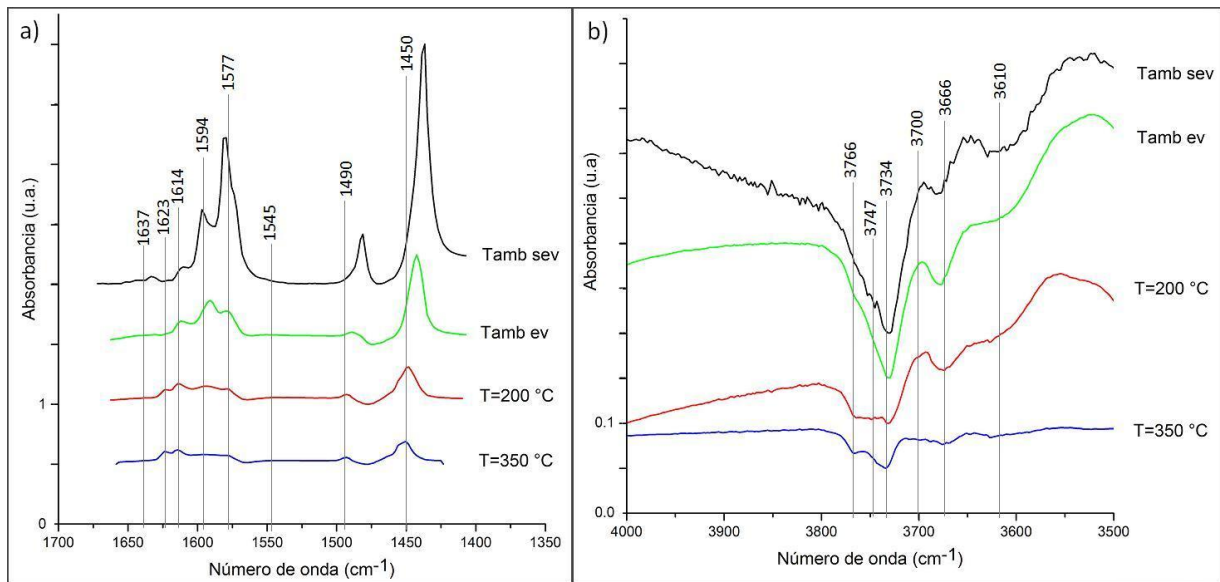 a)
1637
1623
1614
1594
1577
1545
1490
1450
Tamb sev
Tamb ev
T=200 °C
T=350 °C
Absorbancia (u.a.)
1
0
1700
1650
1600
1550
1500
1450
1400
1350
Número de onda (cm⁻¹)
b)
3766
3747
3734
3700
3666
3610
Tamb sev
Tamb ev
T=200 °C
T=350 °C
Absorbancia (u.a.)
0.1
0.0
4000
3800
3600
3500
Número de onda (cm⁻¹)